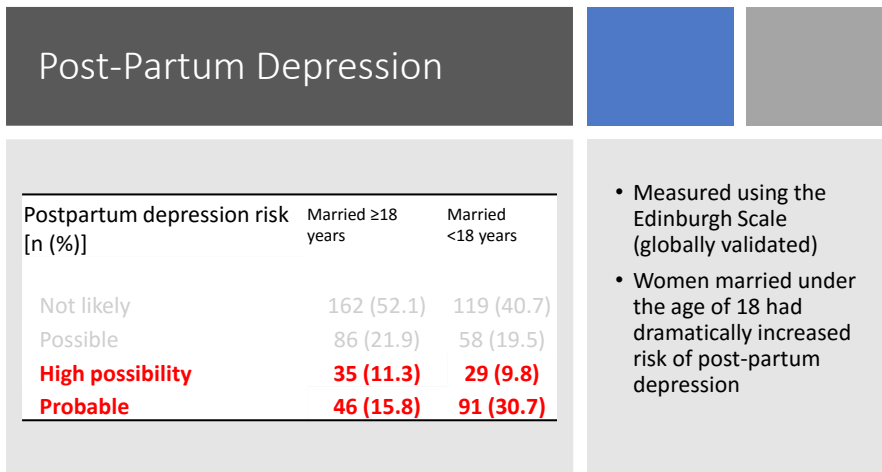 Post-Partum Depression
Postpartum depression risk Married ≥18 Married
[n (%)] years <18 years
Not likely 162 (52.1) 119 (40.7)
Possible 86 (21.9) 58 (19.5)
High possibility 35 (11.3) 29 (9.8)
Probable 46 (15.8) 91 (30.7)
• Measured using the
Edinburgh Scale
(globally validated)
• Women married under
the age of 18 had
dramatically increased
risk of post-partum
depression